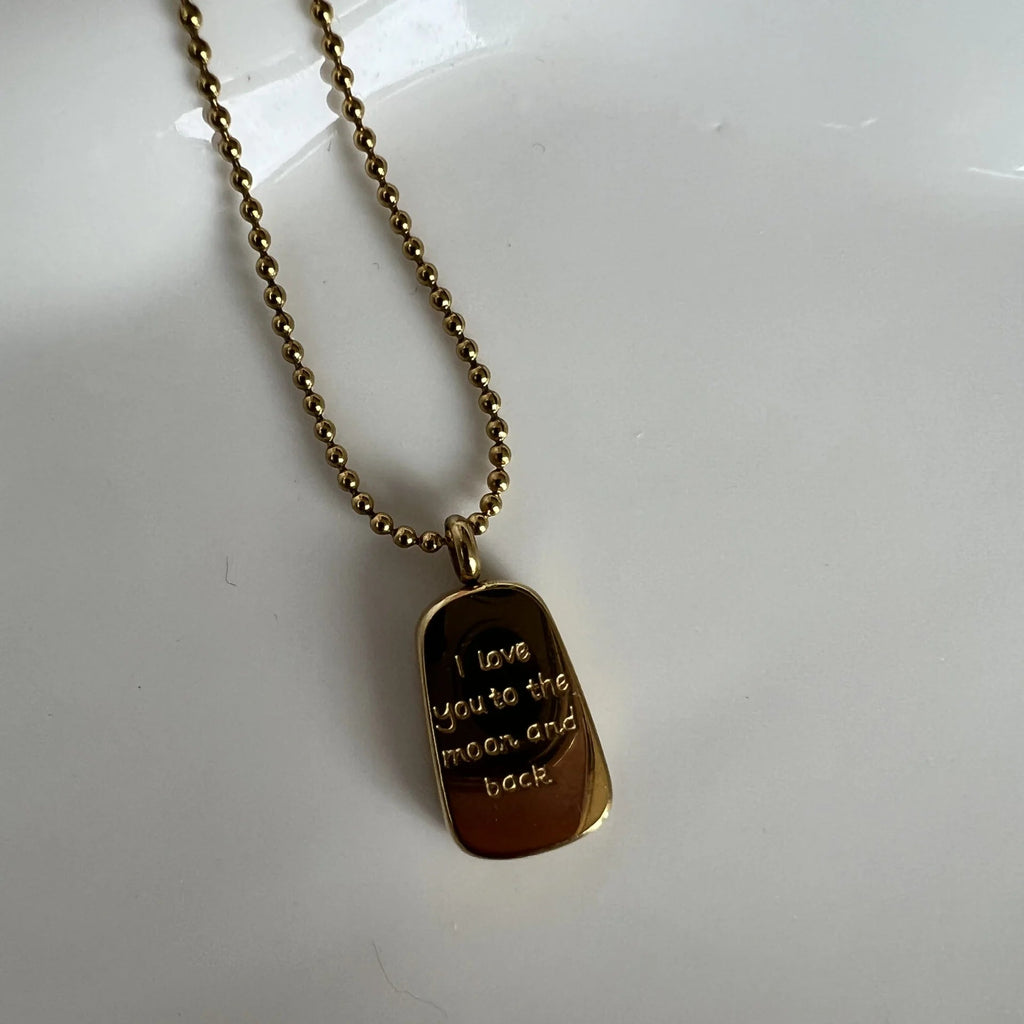 I love
you to the
moon and
back